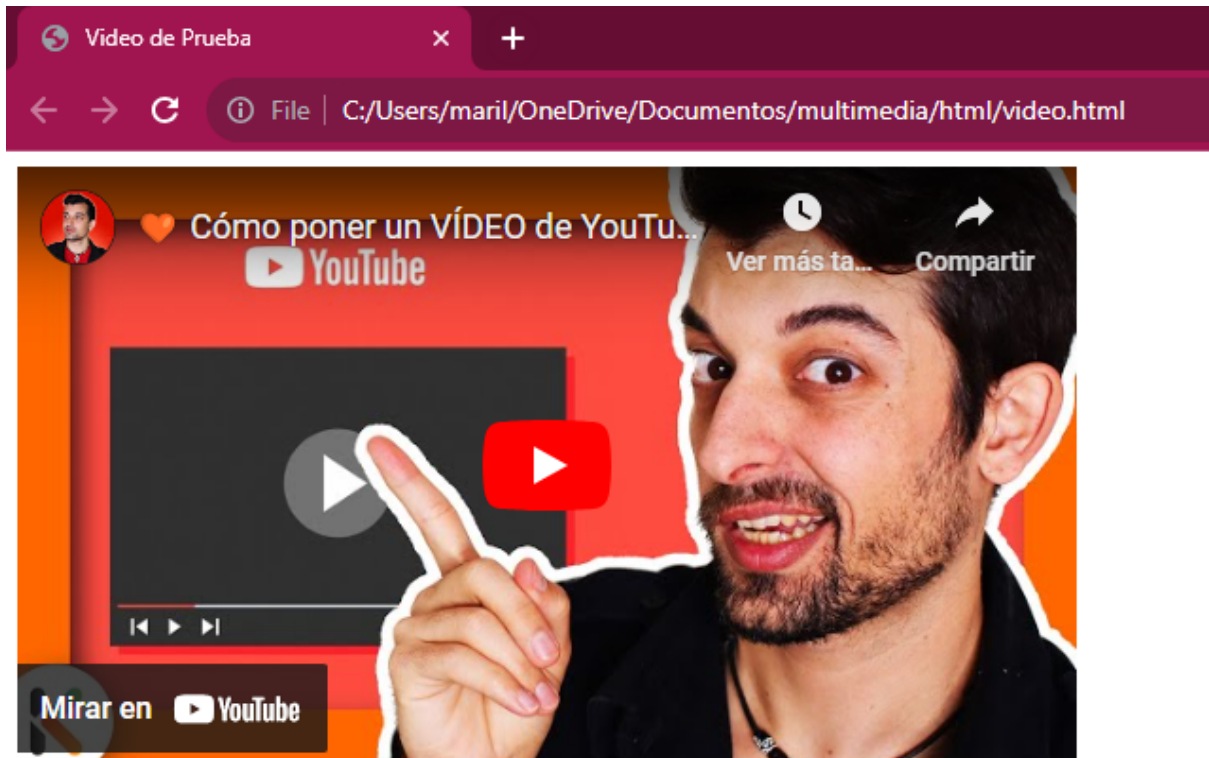 Video de Prueba
File | C:/Users/maril/OneDrive/Documentos/multimedia/html/video.html
🧡 Cómo poner un VÍDEO de YouTu...
Ver más ta...
Compartir
YouTube
Mirar en YouTube